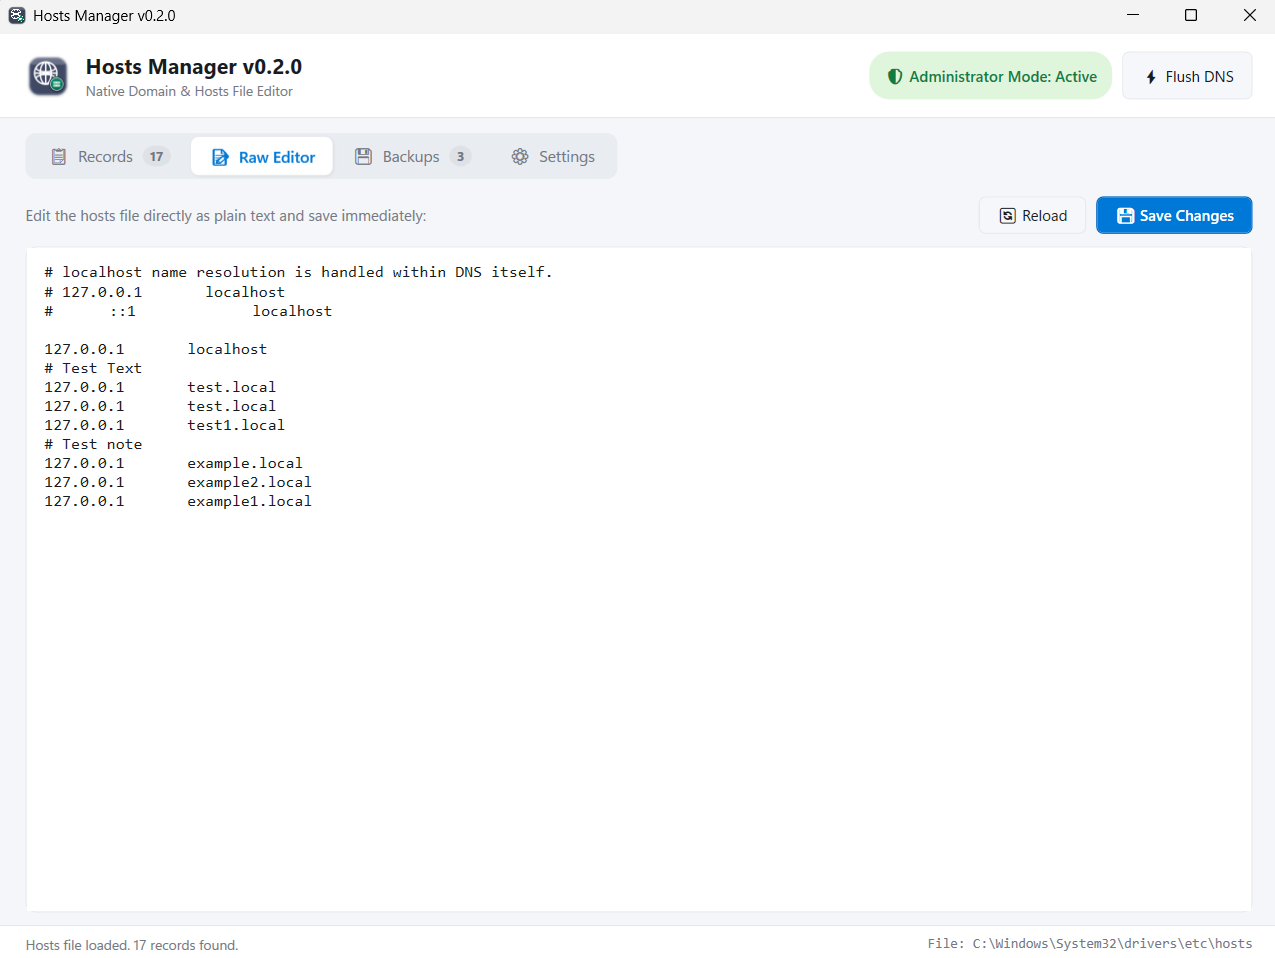 Hosts Manager v0.2.0
Hosts Manager v0.2.0
Native Domain & Hosts File Editor
Administrator Mode: Active
Flush DNS
Records 17
Raw Editor
Backups 3
Settings
Edit the hosts file directly as plain text and save immediately:
Reload
Save Changes
# localhost name resolution is handled within DNS itself.
# 127.0.0.1       localhost
#      ::1             localhost
127.0.0.1       localhost
# Test Text
127.0.0.1       test.local
127.0.0.1       test.local
127.0.0.1       test1.local
# Test note
127.0.0.1       example.local
127.0.0.1       example2.local
127.0.0.1       example1.local
Hosts file loaded. 17 records found.
File: C:\Windows\System32\drivers\etc\hosts